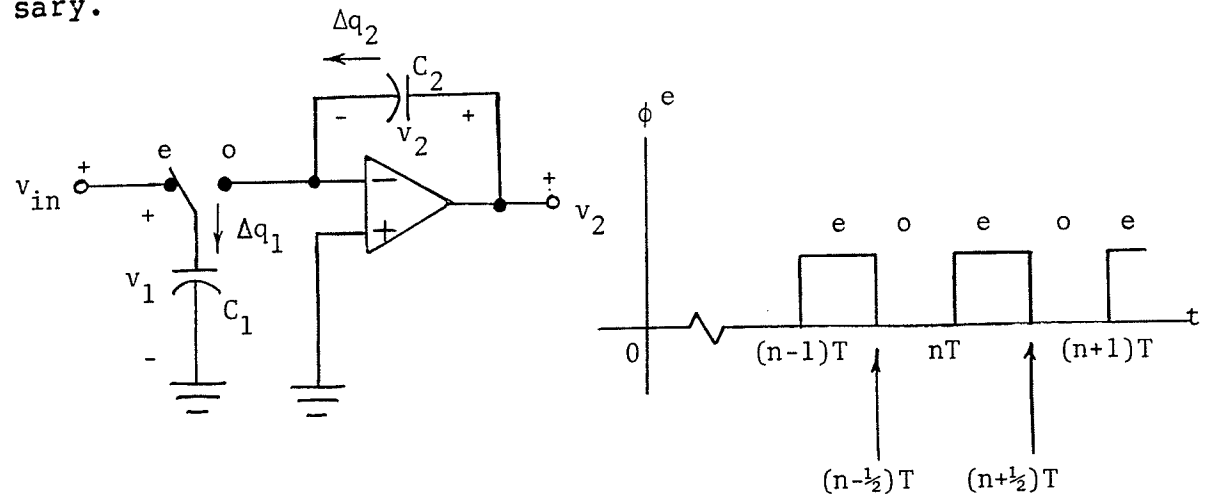 sary.
Δq2
C2
- +
v2
e o
+
vin
- +
+
v2
+
Δq1
v1
C1
-
ϕe
e o e o e
t
0 (n-1)T nT (n+1)T
(n-½)T (n+½)T